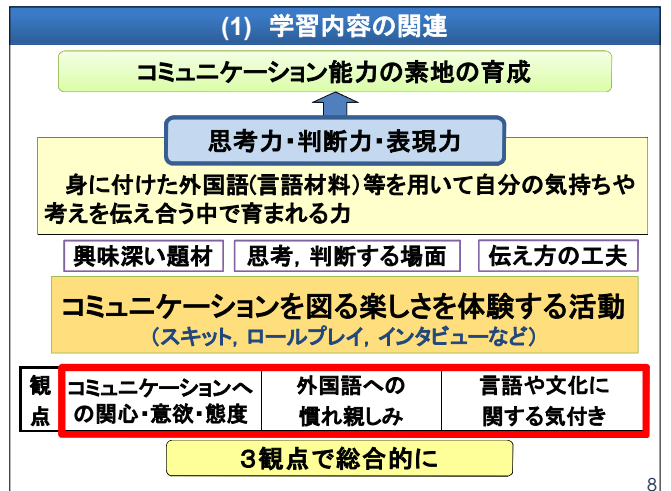 (1) 学習内容の関連
コミュニケーション能力の素地の育成
思考力・判断力・表現力
身に付けた外国語(言語材料)等を用いて自分の気持ちや
考えを伝え合う中で育まれる力
興味深い題材
思考，判断する場面
伝え方の工夫
コミュニケーションを図る楽しさを体験する活動
（スキット，ロールプレイ，インタビューなど）
観点
コミュニケーションへ
の関心・意欲・態度
外国語への
慣れ親しみ
言語や文化に
関する気付き
３観点で総合的に
8